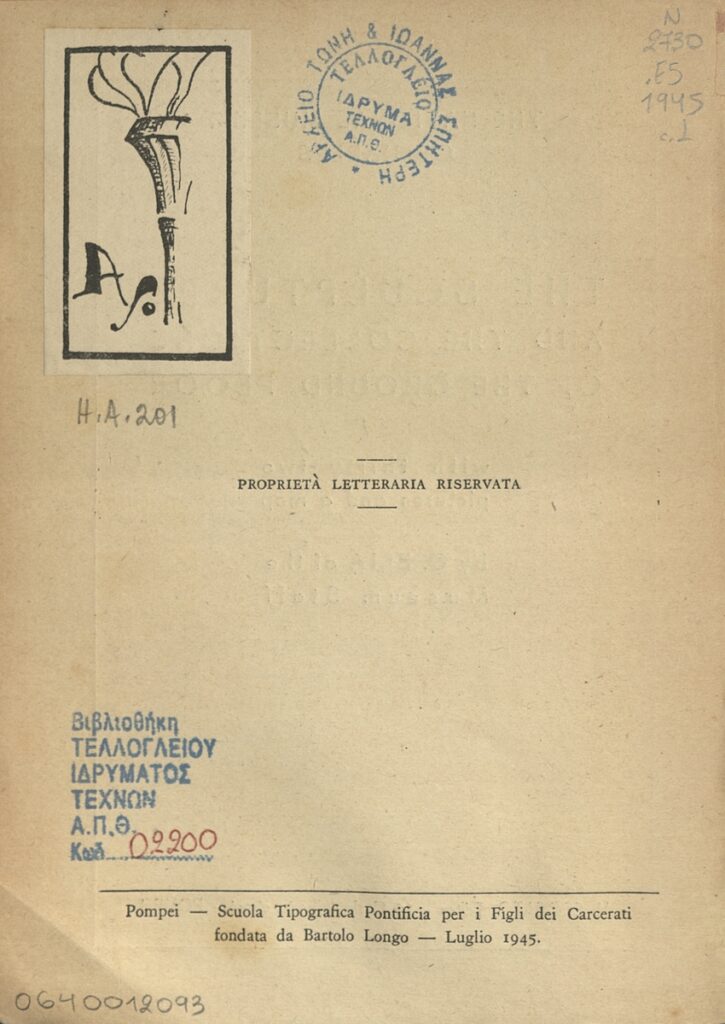 N
2730
.E5
1945
c.1
ΑΡΧΕΙΟ ΤΩΝΗ & ΙΩΑΝΝΑΣ ΣΠΗΤΕΡΗ *
ΤΕΛΛΟΓΛΕΙΟ
ΙΔΡΥΜΑ
ΤΕΧΝΩΝ
Α.Π.Θ.
H.A.201
PROPRIETÀ LETTERARIA RISERVATA
Βιβλιοθήκη
ΤΕΛΛΟΓΛΕΙΟΥ
ΙΔΡΥΜΑΤΟΣ
ΤΕΧΝΩΝ
Α.Π.Θ.
Κωδ. 02200
Pompei — Scuola Tipografica Pontificia per i Figli dei Carcerati
fondata da Bartolo Longo — Luglio 1945.
0640012093